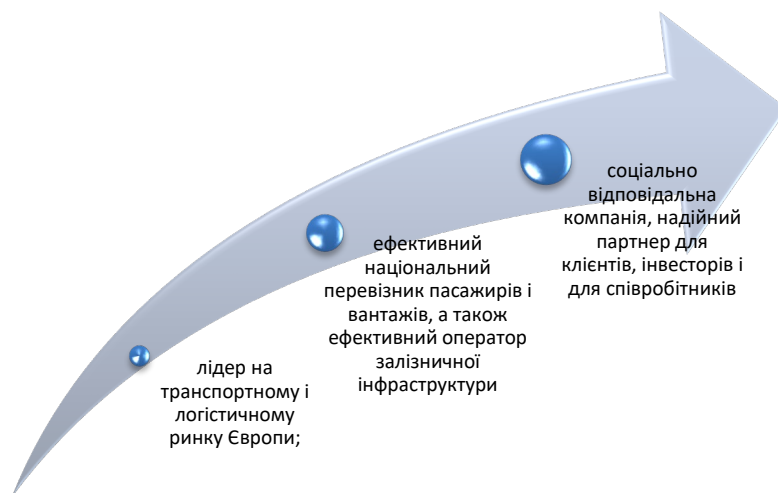 лідер на
транспортному і
логістичному
ринку Європи;
ефективний
національний
перевізник пасажирів і
вантажів, а також
ефективний оператор
залізничної
інфраструктури
соціально
відповідальна
компанія, надійний
партнер для
клієнтів, інвесторів і
для співробітників